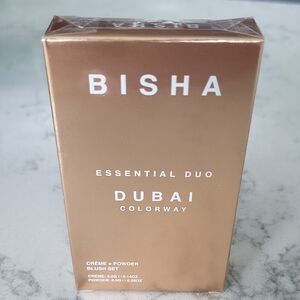 BISHA
ESSENTIAL DUO
DUBAI
COLORWAY
CRÈME + POWDER
BLUSH SET